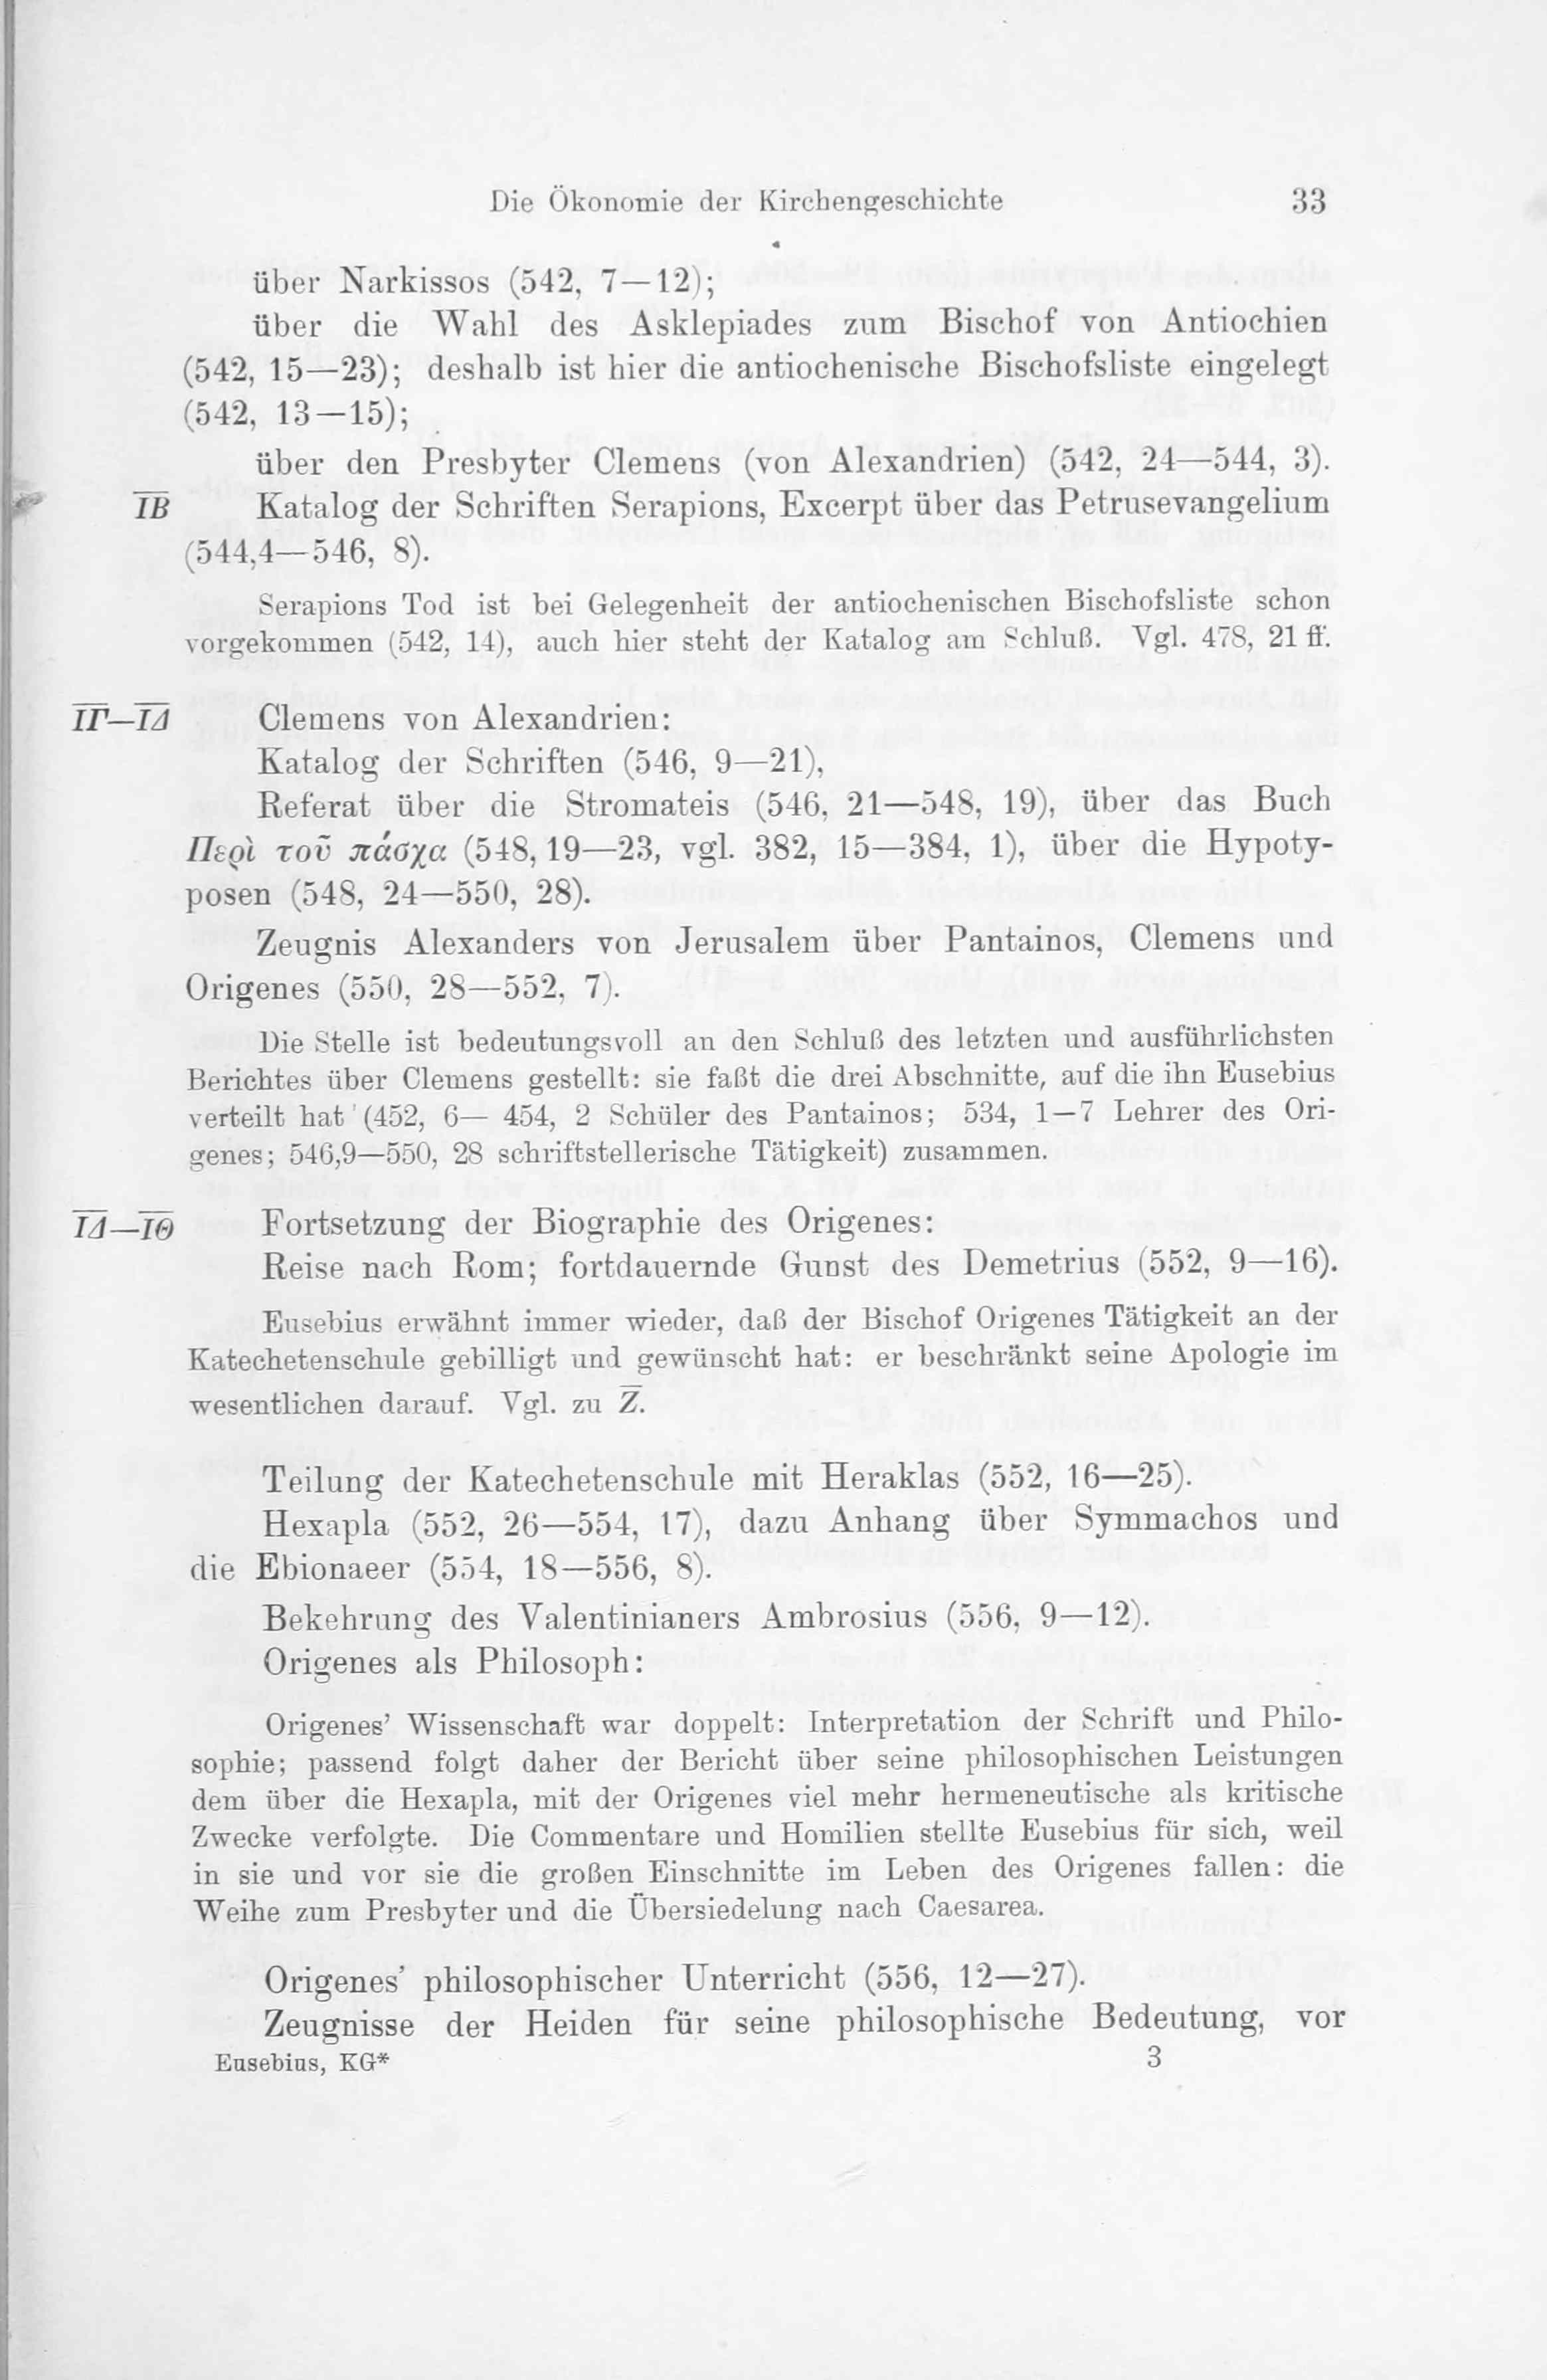 Die Ökonomie der Kirchengeschichte 33
über Narkissos (542, 7—12);
über die Wahl des Asklepiades zum Bischof von Antiochien
(542, 15—23); deshalb ist hier die antiochenische Bischofsliste eingelegt
(542, 13—15);
über den Presbyter Clemens (von Alexandrien) (542, 24—544, 3).
I̅B̅ Katalog der Schriften Serapions, Excerpt über das Petrusevangelium
(544,4—546, 8).
Serapions Tod ist bei Gelegenheit der antiochenischen Bischofsliste schon
vorgekommen (542, 14), auch hier steht der Katalog am Schluß. Vgl. 478, 21 ff.
I̅Γ̅—I̅Δ̅ Clemens von Alexandrien:
Katalog der Schriften (546, 9—21),
Referat über die Stromateis (546, 21—548, 19), über das Buch
Περὶ τοῦ πάσχα (548, 19—23, vgl. 382, 15—384, 1), über die Hypoty-
posen (548, 24—550, 28).
Zeugnis Alexanders von Jerusalem über Pantainos, Clemens und
Origenes (550, 28—552, 7).
Die Stelle ist bedeutungsvoll an den Schluß des letzten und ausführlichsten
Berichtes über Clemens gestellt: sie faßt die drei Abschnitte, auf die ihn Eusebius
verteilt hat (452, 6— 454, 2 Schüler des Pantainos; 534, 1—7 Lehrer des Ori-
genes; 546,9—550, 28 schriftstellerische Tätigkeit) zusammen.
I̅Δ̅—I̅Θ̅ Fortsetzung der Biographie des Origenes:
Reise nach Rom; fortdauernde Gunst des Demetrius (552, 9—16).
Eusebius erwähnt immer wieder, daß der Bischof Origenes Tätigkeit an der
Katechetenschule gebilligt und gewünscht hat: er beschränkt seine Apologie im
wesentlichen darauf. Vgl. zu Z̅.
Teilung der Katechetenschule mit Heraklas (552, 16—25).
Hexapla (552, 26—554, 17), dazu Anhang über Symmachos und
die Ebionaeer (554, 18—556, 8).
Bekehrung des Valentinianers Ambrosius (556, 9—12).
Origenes als Philosoph:
Origenes’ Wissenschaft war doppelt: Interpretation der Schrift und Philo-
sophie; passend folgt daher der Bericht über seine philosophischen Leistungen
dem über die Hexapla, mit der Origenes viel mehr hermeneutische als kritische
Zwecke verfolgte. Die Commentare und Homilien stellte Eusebius für sich, weil
in sie und vor sie die großen Einschnitte im Leben des Origenes fallen: die
Weihe zum Presbyter und die Übersiedelung nach Caesarea.
Origenes’ philosophischer Unterricht (556, 12—27).
Zeugnisse der Heiden für seine philosophische Bedeutung, vor
Eusebius, KG* 3